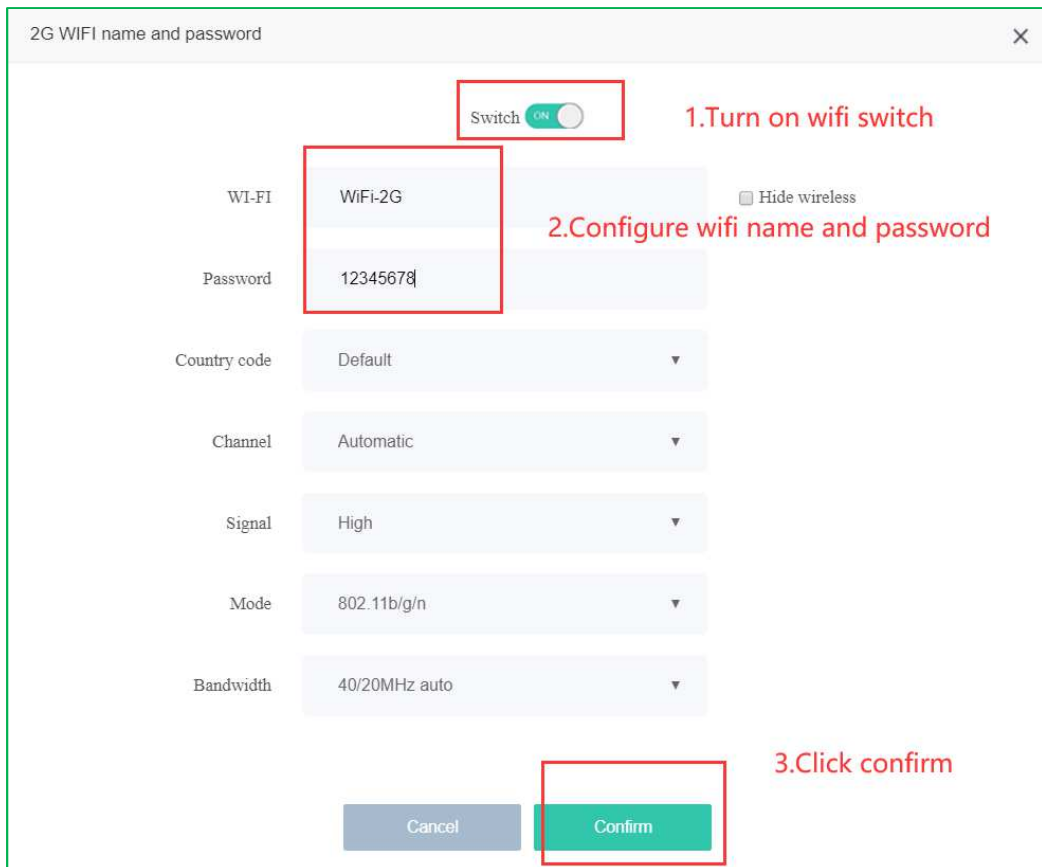 2G WIFI name and password
Switch ON 1.Turn on wifi switch
WI-FI WiFi-2G Hide wireless
2.Configure wifi name and password
Password 12345678
Country code Default
Channel Automatic
Signal High
Mode 802.11b/g/n
Bandwidth 40/20MHz auto
3.Click confirm
Cancel Confirm